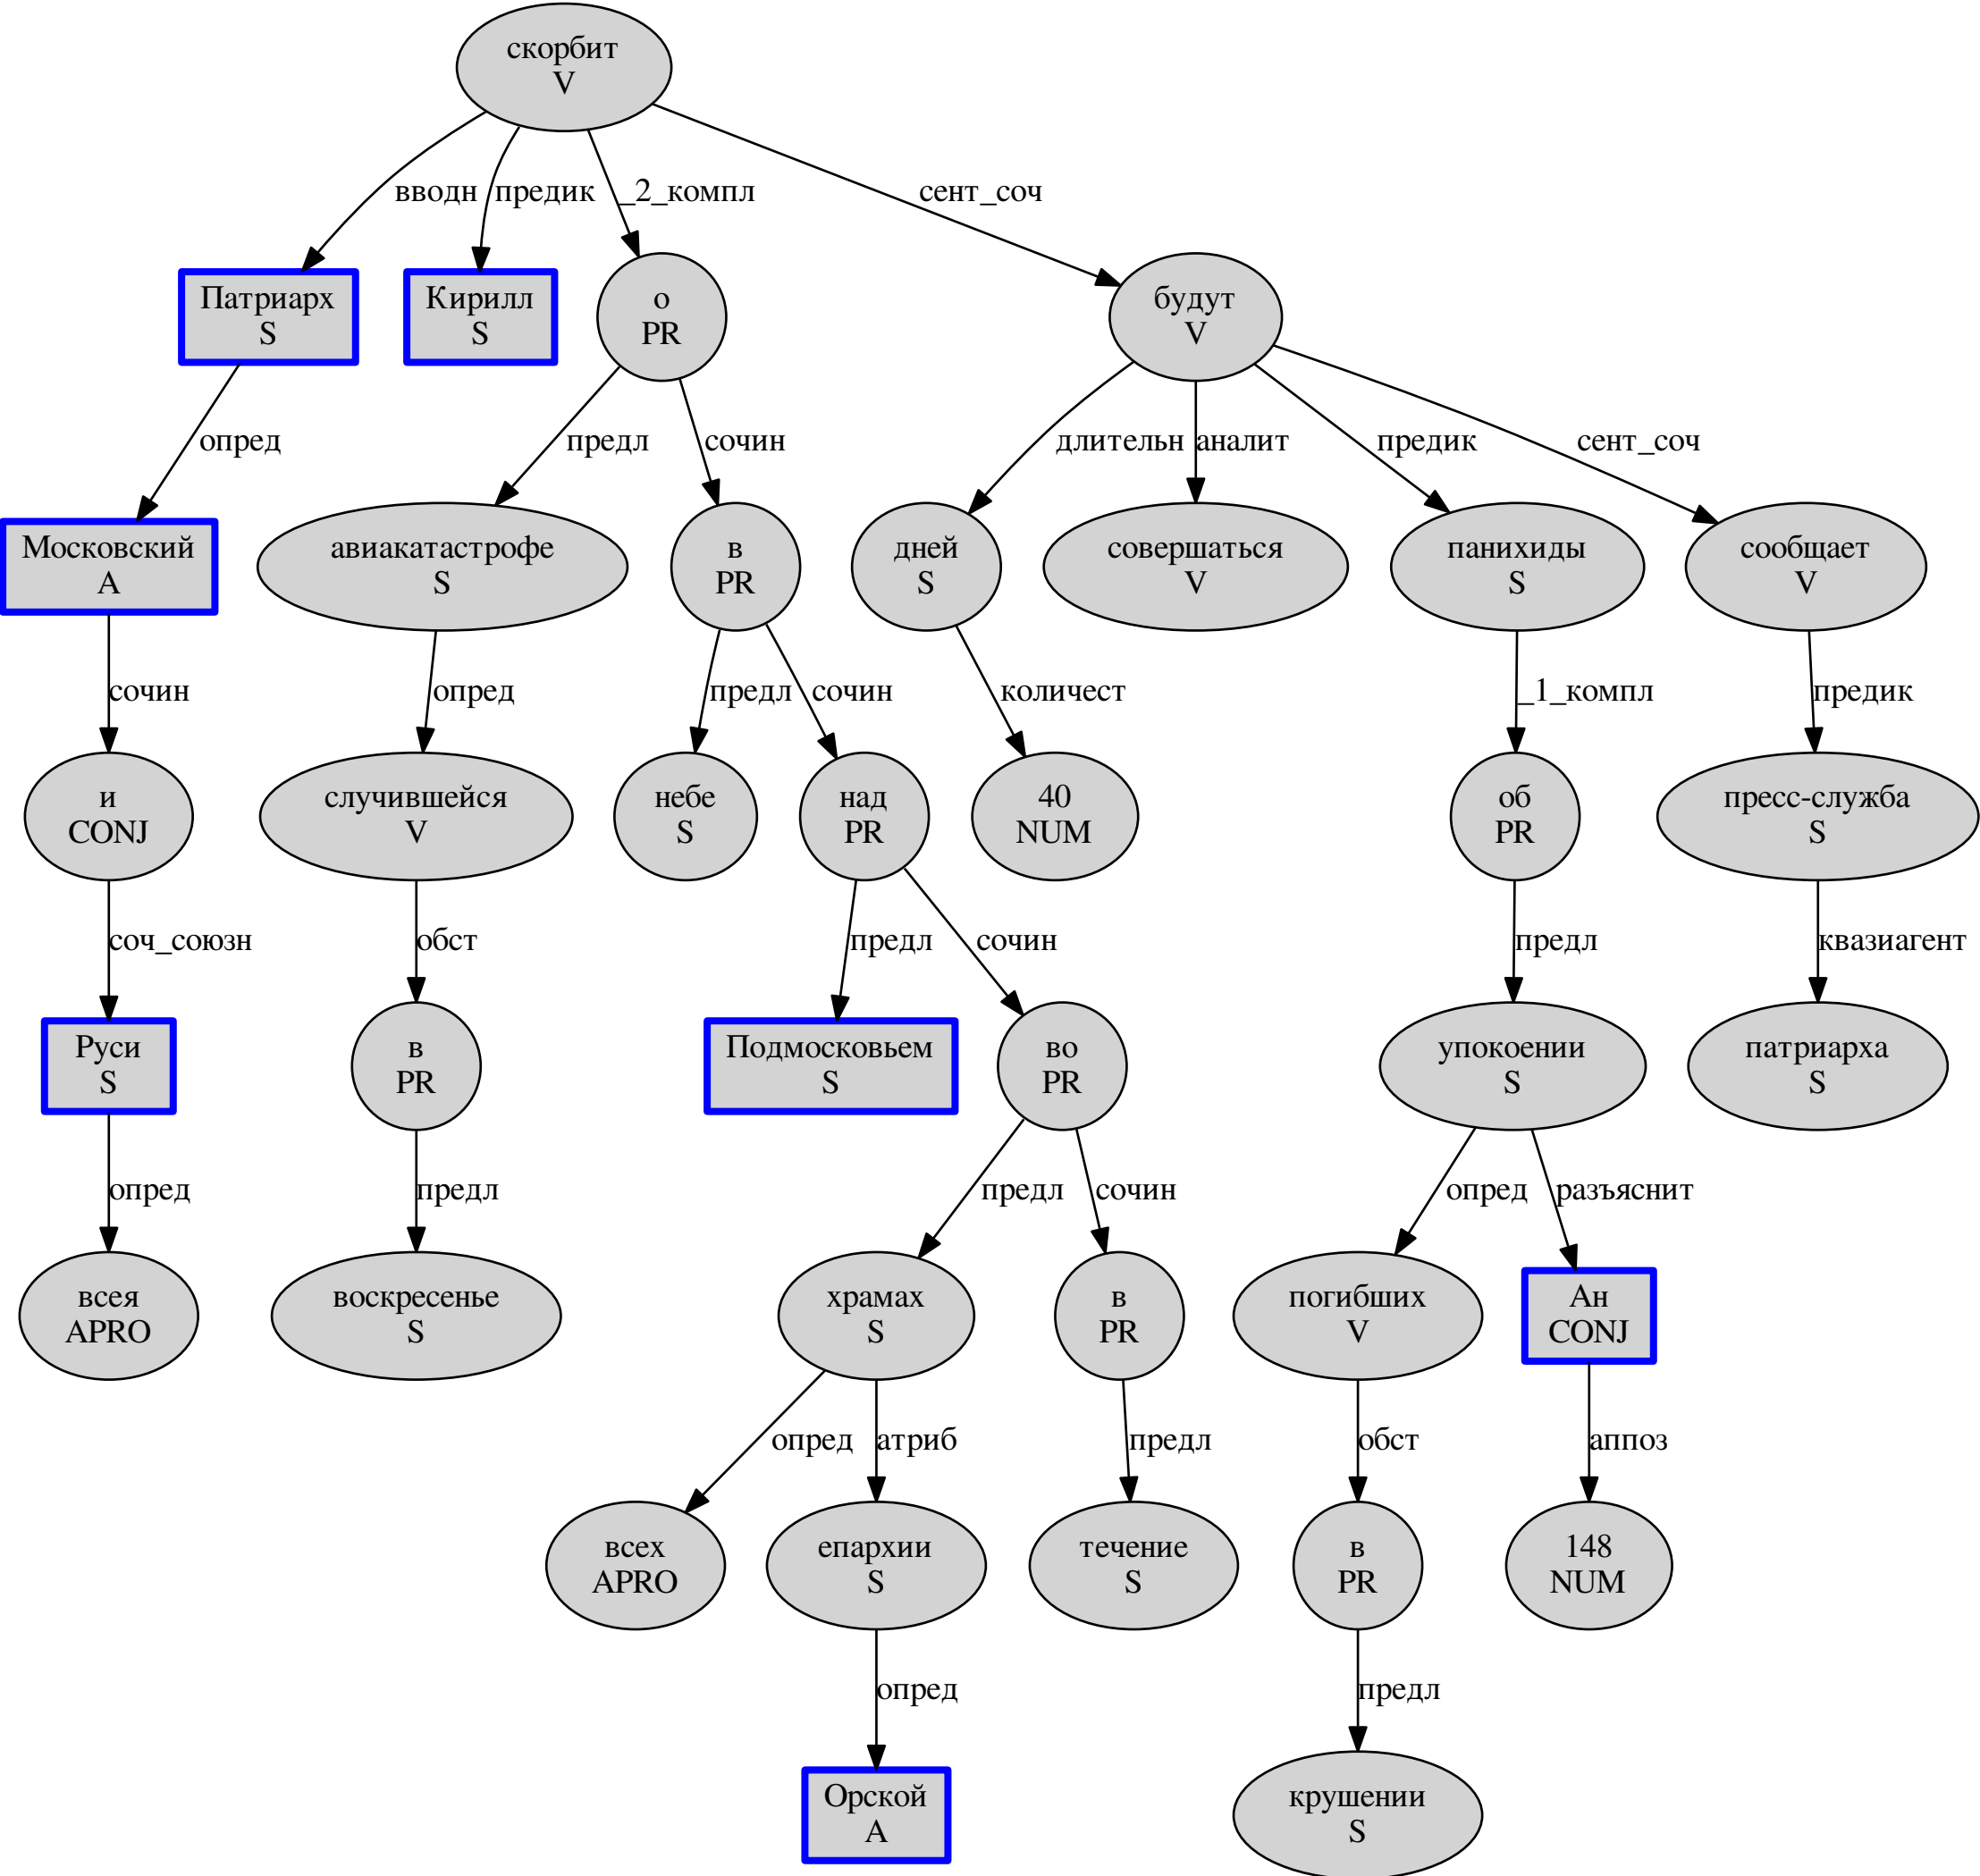 скорбит
V
вводн
предик
_2_компл
сент_соч
Патриарх
S
Кирилл
S
о
PR
будут
V
опред
предл
сочин
длительн
аналит
предик
сент_соч
Московский
A
авиакатастрофе
S
в
PR
дней
S
совершаться
V
панихиды
S
сообщает
V
сочин
опред
предл
сочин
количест
_1_компл
предик
и
CONJ
случившейся
V
небе
S
над
PR
40
NUM
об
PR
пресс-служба
S
соч_союзн
обст
предл
сочин
предл
квазиагент
Руси
S
в
PR
Подмосковьем
S
во
PR
упокоении
S
патриарха
S
опред
предл
предл
сочин
опред
разъяснит
всея
APRO
воскресенье
S
храмах
S
в
PR
погибших
V
Ан
CONJ
опред
атриб
предл
обст
аппоз
всех
APRO
епархии
S
течение
S
в
PR
148
NUM
опред
предл
Орской
A
крушении
S